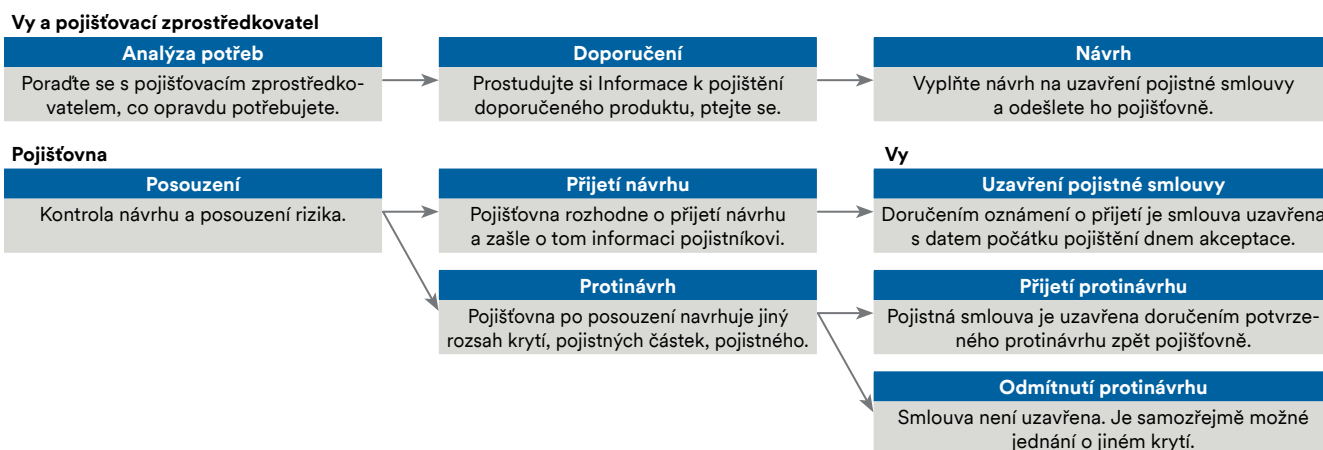 Vy a pojišťovací zprostředkovatel
Analýza potřeb
Poraďte se s pojišťovacím zprostředko-
vatelem, co opravdu potřebujete.
Doporučení
Prostudujte si Informace k pojištění
doporučeného produktu, ptejte se.
Návrh
Vyplňte návrh na uzavření pojistné smlouvy
a odešlete ho pojišťovně.
Pojišťovna
Posouzení
Kontrola návrhu a posouzení rizika.
Přijetí návrhu
Pojišťovna rozhodne o přijetí návrhu
a zašle o tom informaci pojistníkovi.
Vy
Uzavření pojistné smlouvy
Doručením oznámení o přijetí je smlouva uzavřena
s datem počátku pojištění dnem akceptace.
Protinávrh
Pojišťovna po posouzení navrhuje jiný
rozsah krytí, pojistných částek, pojistného.
Přijetí protinávrhu
Pojistná smlouva je uzavřena doručením potvrze-
ného protinávrhu zpět pojišťovně.
Odmítnutí protinávrhu
Smlouva není uzavřena. Je samozřejmě možné
jednání o jiném krytí.